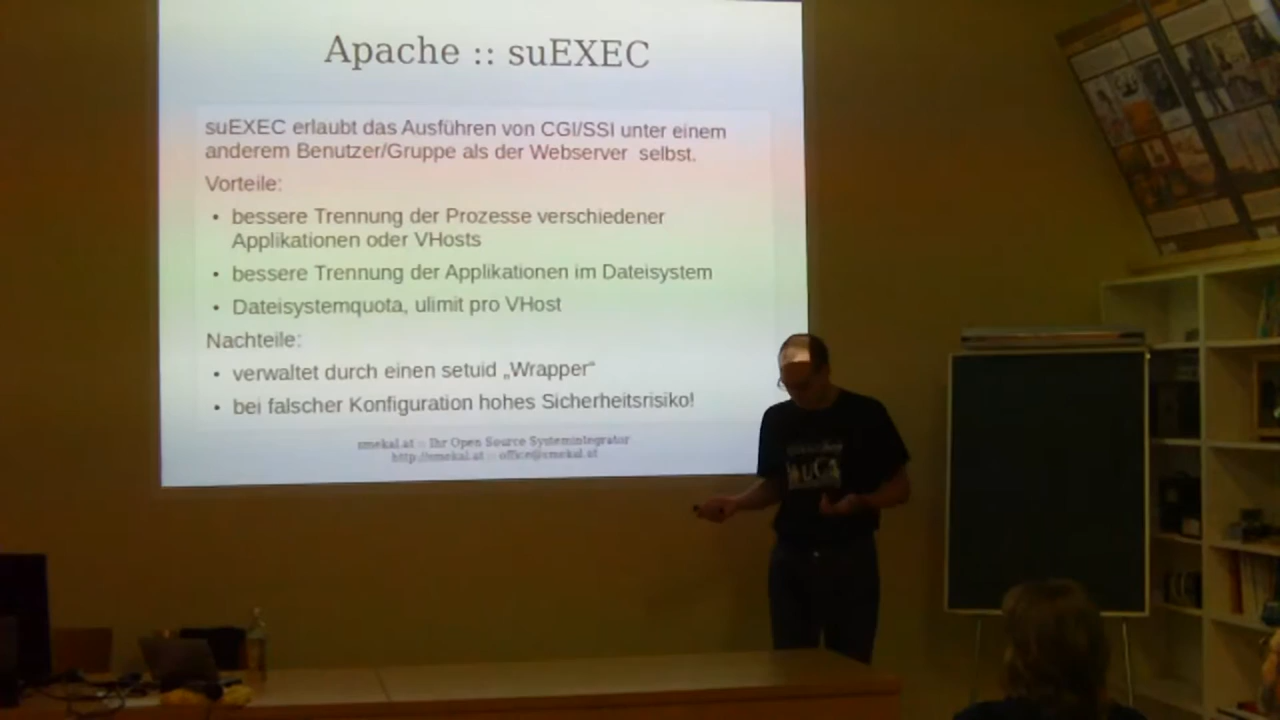 Apache :: suEXEC
suEXEC erlaubt das Ausführen von CGI/SSI unter einem
anderem Benutzer/Gruppe als der Webserver selbst.
Vorteile:
• bessere Trennung der Prozesse verschiedener
Applikationen oder VHosts
• bessere Trennung der Applikationen im Dateisystem
• Dateisystemquota, ulimit pro VHost
Nachteile:
• verwaltet durch einen setuid „Wrapper“
• bei falscher Konfiguration hohes Sicherheitsrisiko!
smekal.at :: Ihr Open Source Systemintegrator
http://smekal.at :: office@smekal.at